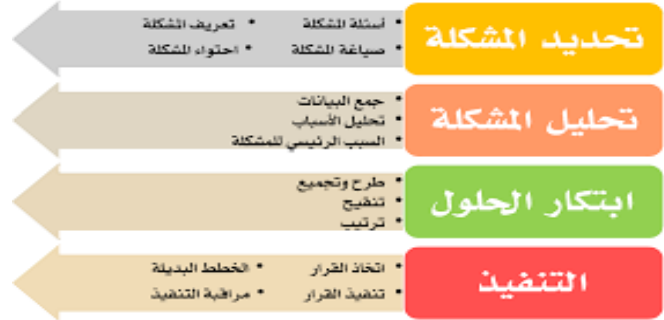 تحديد المشكلة
• أسئلة المشكلة • تعريف المشكلة
• صياغة المشكلة • احتواء المشكلة
تحليل المشكلة
• جمع البيانات
• تحليل الأسباب
• السبب الرئيسي للمشكلة
ابتكار الحلول
• طرح وتجميع
• تنقيح
• ترتيب
التنفيذ
• اتخاذ القرار • الخطط البديلة
• تنفيذ القرار • مراقبة التنفيذ